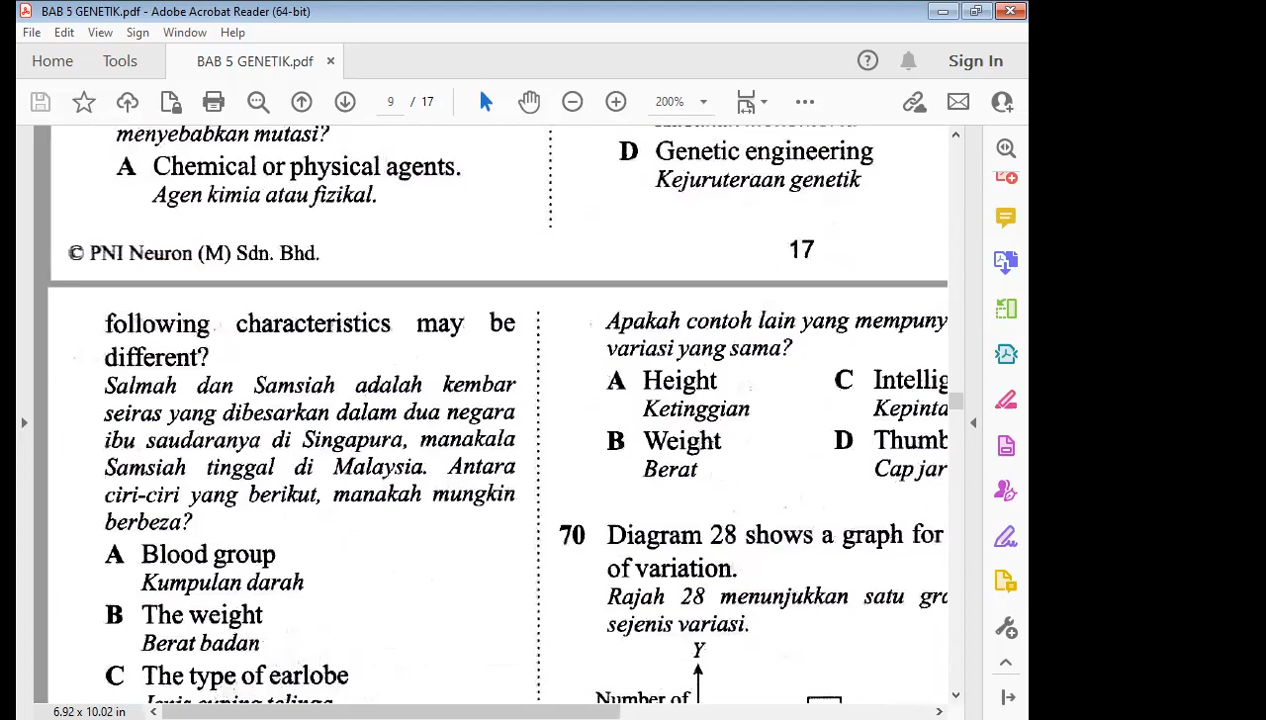 BAB 5 GENETIK.pdf - Adobe Acrobat Reader (64-bit)
File Edit View Sign Window Help
Home Tools BAB 5 GENETIK.pdf ×
? Sign In
9 / 17 200%
menyebabkan mutasi?
A Chemical or physical agents.
Agen kimia atau fizikal.
© PNI Neuron (M) Sdn. Bhd.
D Genetic engineering
Kejuruteraan genetik
17
following characteristics may be
different?
Salmah dan Samsiah adalah kembar
seiras yang dibesarkan dalam dua negara
ibu saudaranya di Singapura, manakala
Samsiah tinggal di Malaysia. Antara
ciri-ciri yang berikut, manakah mungkin
berbeza?
A Blood group
Kumpulan darah
B The weight
Berat badan
C The type of earlobe
Jenis cuping telinga
Apakah contoh lain yang mempuny
variasi yang sama?
A Height C Intellig
Ketinggian Kepinta
B Weight D Thumb
Berat Cap jar
70 Diagram 28 shows a graph for
of variation.
Rajah 28 menunjukkan satu gra
sejenis variasi.
Y
Number of
6.92 x 10.02 in